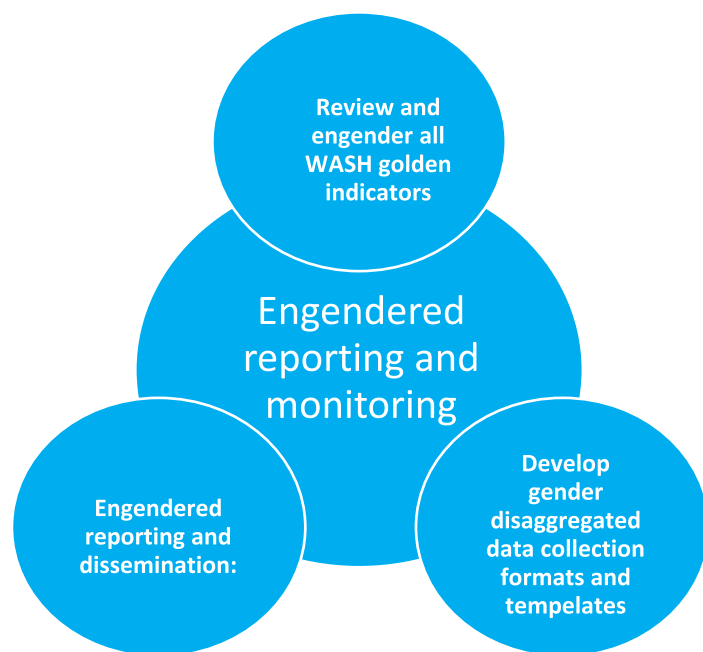 Review and
engender all
WASH golden
indicators
Engendered
reporting and
monitoring
Engendered
reporting and
dissemination:
Develop
gender
disaggregated
data collection
formats and
tempelates